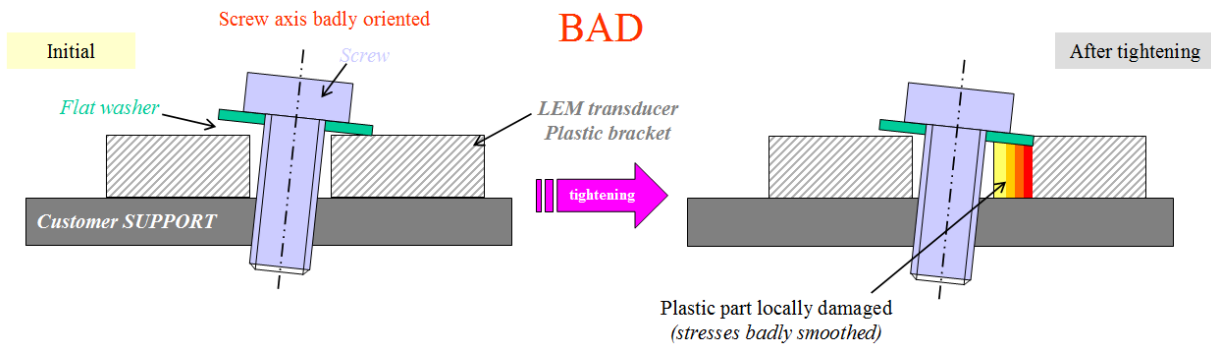 Screw axis badly oriented
BAD
Initial
Screw
After tightening
Flat washer
LEM transducer
Plastic bracket
tightening
Customer SUPPORT
Plastic part locally damaged
(stresses badly smoothed)